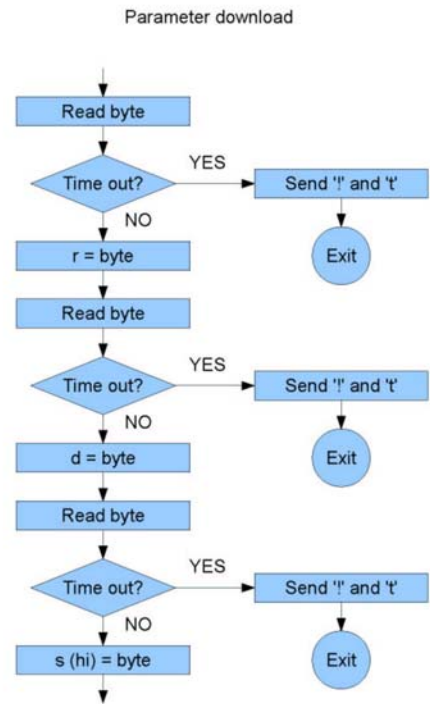 Parameter download
Read byte
YES
Time out?
Send '!' and 't'
NO
Exit
r = byte
Read byte
YES
Time out?
Send '!' and 't'
NO
Exit
d = byte
Read byte
YES
Time out?
Send '!' and 't'
NO
Exit
s (hi) = byte